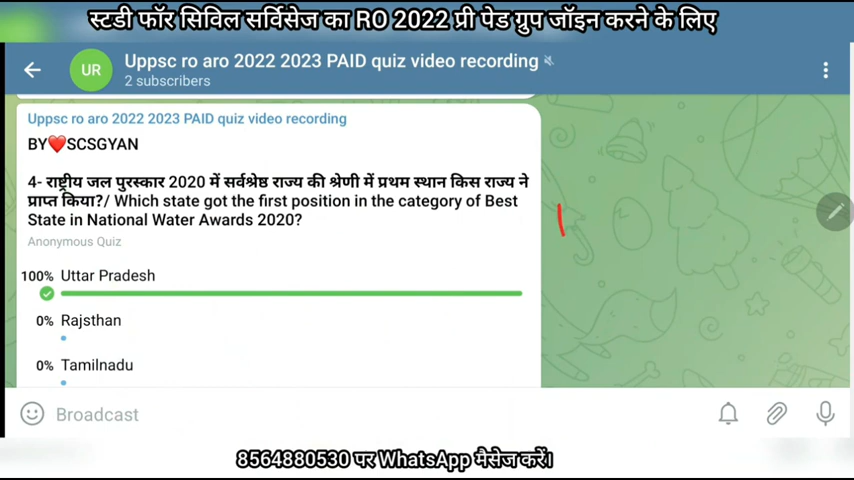 स्टडी फॉर सिविल सर्विसेज का RO 2022 प्री पेड ग्रुप जॉइन करने के लिए
UR
Uppsc ro aro 2022 2023 PAID quiz video recording
2 subscribers
Uppsc ro aro 2022 2023 PAID quiz video recording
BY❤️SCSGYAN
4- राष्ट्रीय जल पुरस्कार 2020 में सर्वश्रेष्ठ राज्य की श्रेणी में प्रथम स्थान किस राज्य ने
प्राप्त किया?/ Which state got the first position in the category of Best
State in National Water Awards 2020?
Anonymous Quiz
100% Uttar Pradesh
0% Rajsthan
0% Tamilnadu
Broadcast
8564880530 पर WhatsApp मैसेज करें।